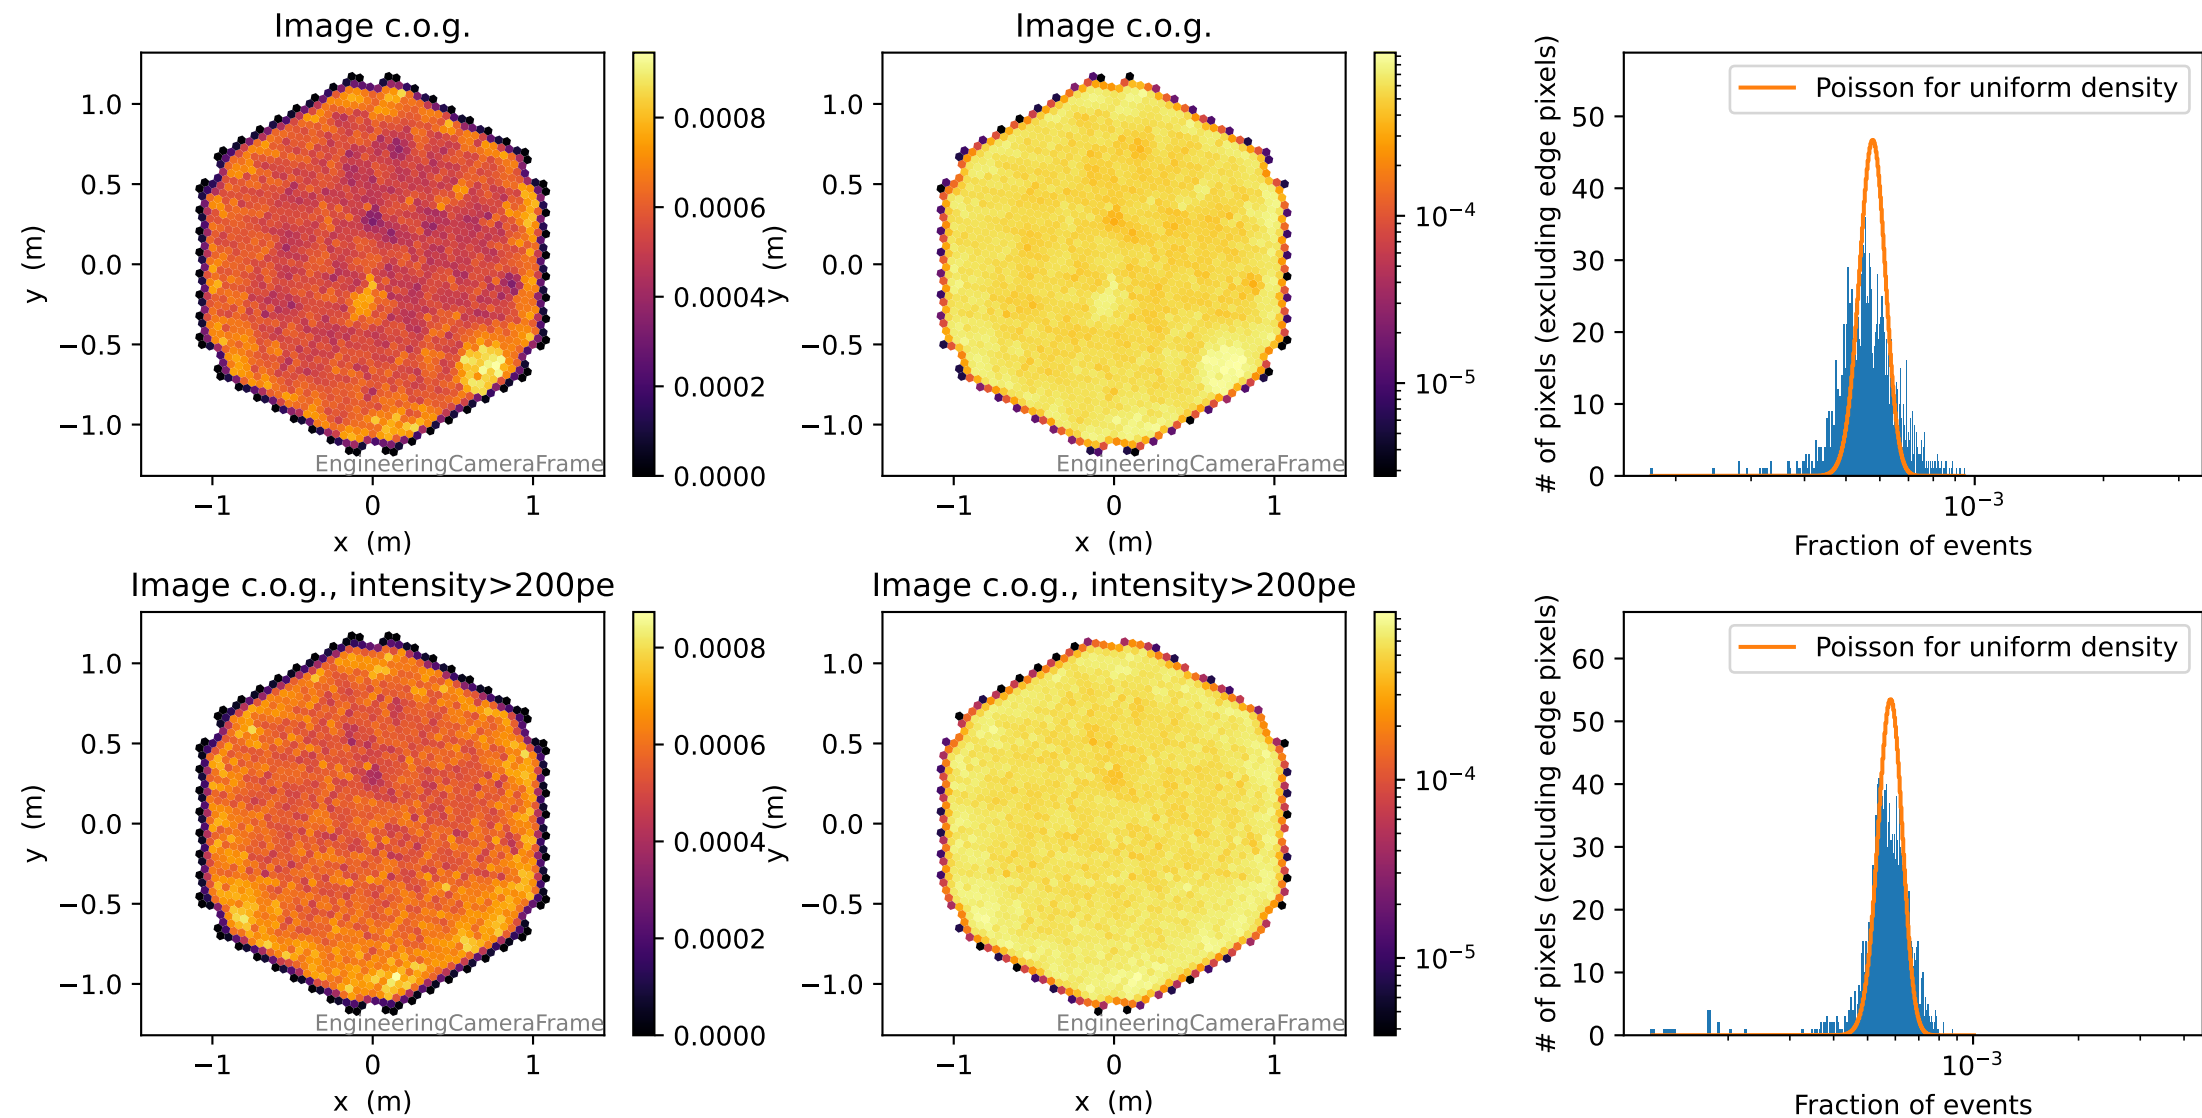 Image c.o.g.
1.0
0.5
0.0
−0.5
−1.0
y (m)
−1
0
1
x (m)
EngineeringCameraFrame
0.0008
0.0006
0.0004
0.0002
0.0000
Image c.o.g.
1.0
0.5
0.0
−0.5
−1.0
y (m)
−1
0
1
x (m)
EngineeringCameraFrame
10−4
10−5
Poisson for uniform density
50
40
30
20
10
0
# of pixels (excluding edge pixels)
10−3
Fraction of events
Image c.o.g., intensity>200pe
1.0
0.5
0.0
−0.5
−1.0
y (m)
−1
0
1
x (m)
EngineeringCameraFrame
0.0008
0.0006
0.0004
0.0002
0.0000
Image c.o.g., intensity>200pe
1.0
0.5
0.0
−0.5
−1.0
y (m)
−1
0
1
x (m)
EngineeringCameraFrame
10−4
10−5
Poisson for uniform density
60
50
40
30
20
10
0
# of pixels (excluding edge pixels)
10−3
Fraction of events